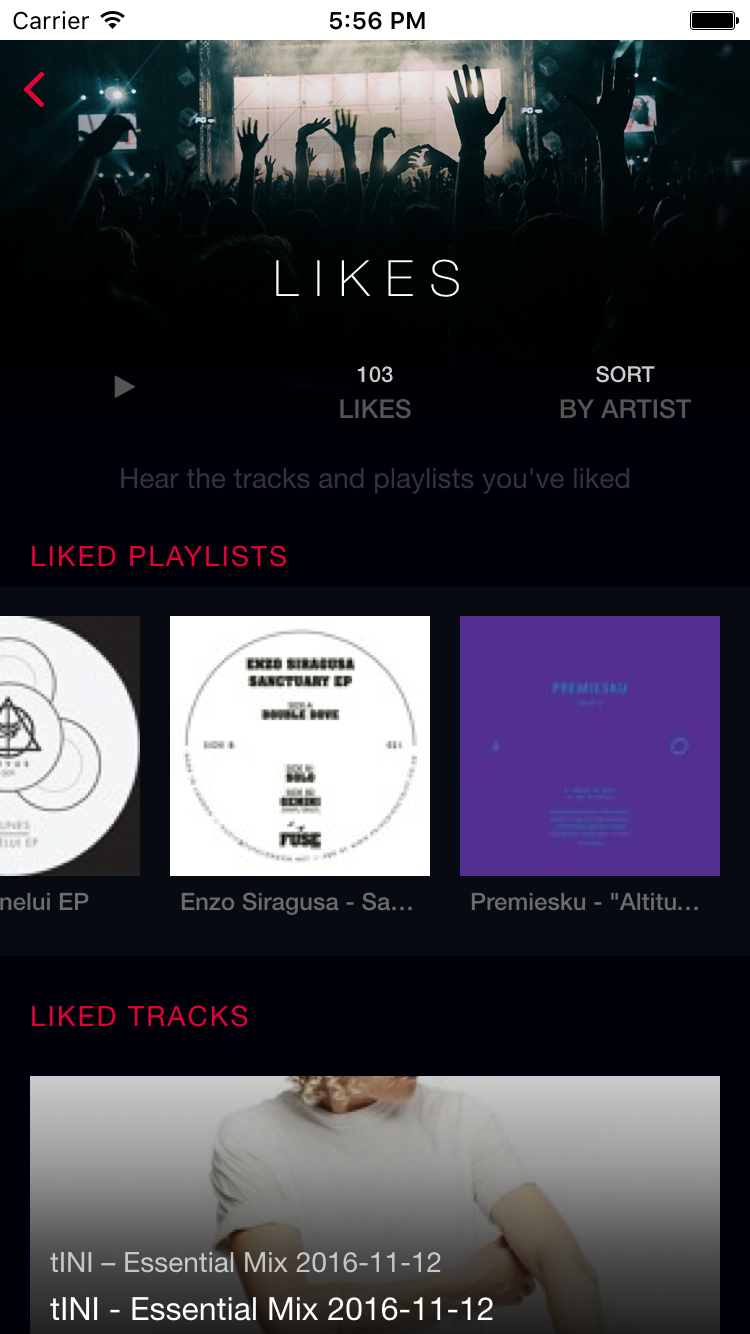 Carrier 5:56 PM
LIKES
103 SORT
LIKES BY ARTIST
Hear the tracks and playlists you've liked
LIKED PLAYLISTS
ENZO SIRAGUSA
SANCTUARY EP
SIDE A
DOUBLE DOVE
SIDE B
SOLO
GEMINI
FUSE
PREMIESKU
nelui EP Enzo Siragusa - Sa... Premiesku - "Altitu...
LIKED TRACKS
tINI – Essential Mix 2016-11-12
tINI - Essential Mix 2016-11-12